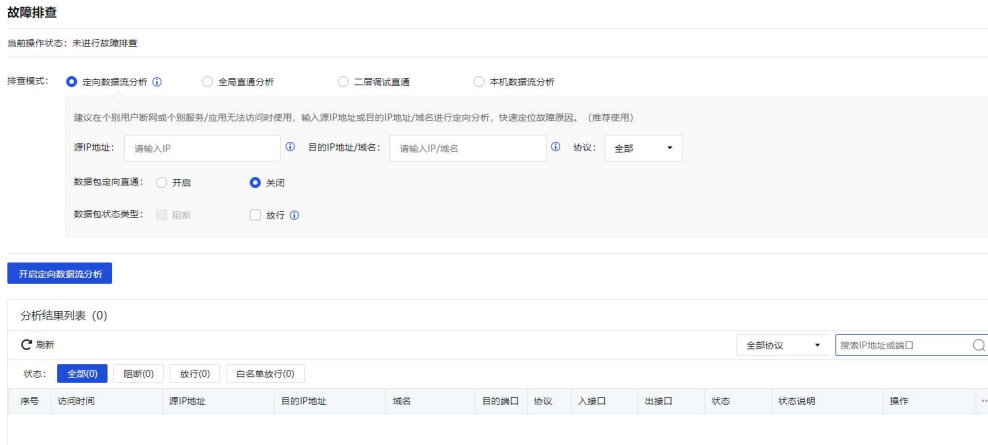 故障排查
当前操作状态：未进行故障排查
排查模式： 定向数据流分析 全局直通分析 二层调试直通 本机数据流分析
建议在个别用户断网或个别服务/应用无法访问时使用，输入源IP地址或目的IP地址/域名进行定向分析，快速定位故障原因。（推荐使用）
源IP地址： 请输入IP 目的IP地址/域名： 请输入IP/域名 协议： 全部
数据包定向直通： 开启 关闭
数据包状态类型： 阻断 放行
开启定向数据流分析
分析结果列表（0）
刷新 全部协议 搜索IP地址或端口
状态： 全部(0) 阻断(0) 放行(0) 白名单放行(0)
序号 访问时间 源IP地址 目的IP地址 域名 目的端口 协议 入接口 出接口 状态 状态说明 操作